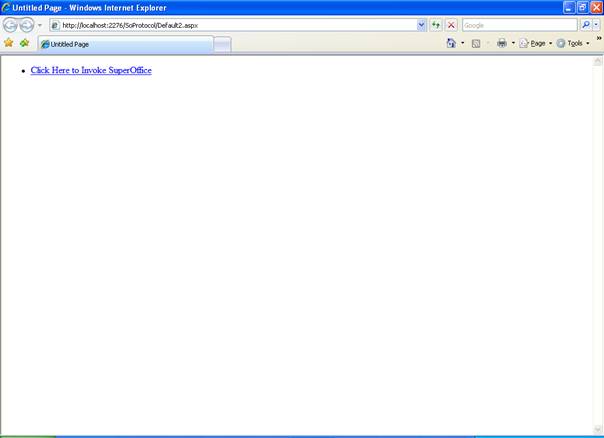 Untitled Page - Windows Internet Explorer
http://localhost:2276/SoProtocol/Default2.aspx
Google
Untitled Page
Page
Tools
Click Here to Invoke SuperOffice